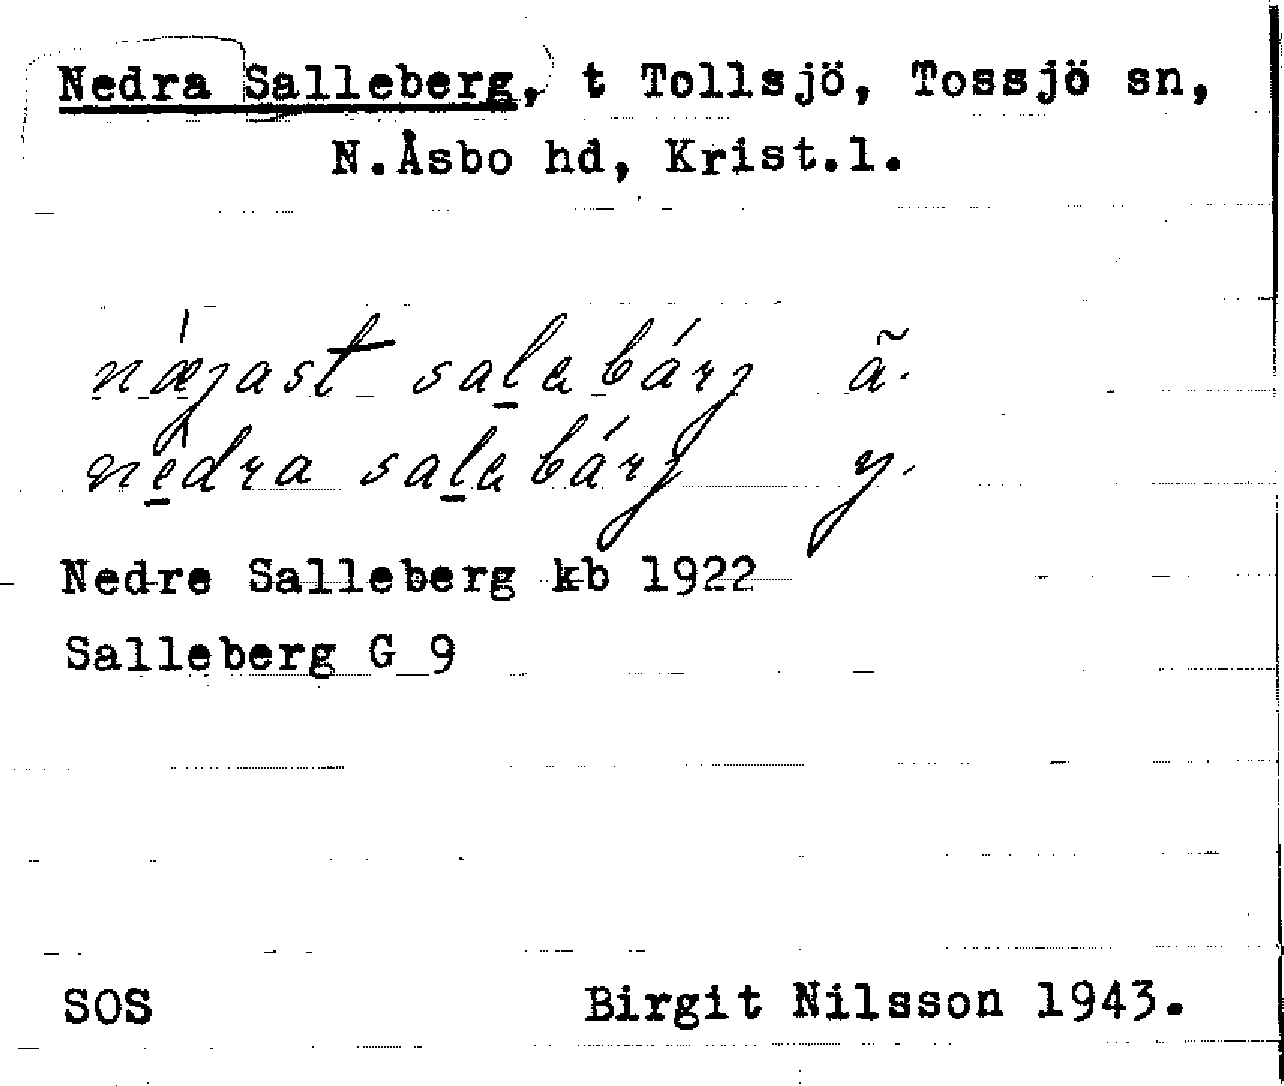 Nedra Salleberg, t Tollsjö, Tossjö sn,
N.Åsbo hd, Krist.l.
næjast salabárj ã.
nedra salabárj y.
Nedre Salleberg kb 1922
Salleberg G 9
SOS Birgit Nilsson 1943.